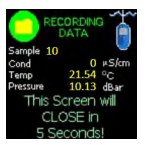 RECORDING
DATA
Sample 10
Cond 0 µS/cm
Temp 21.54 °C
Pressure 10.13 dBar
This Screen will
CLOSE in
5 Seconds!